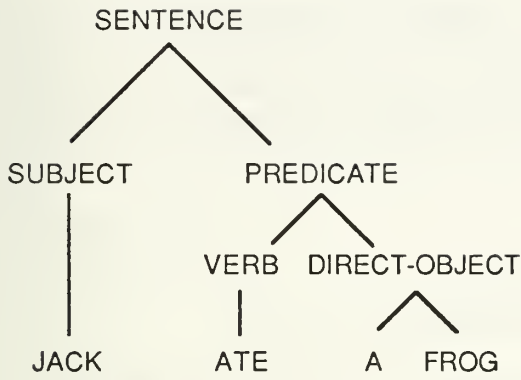 SENTENCE
SUBJECT PREDICATE
VERB DIRECT-OBJECT
JACK ATE A FROG